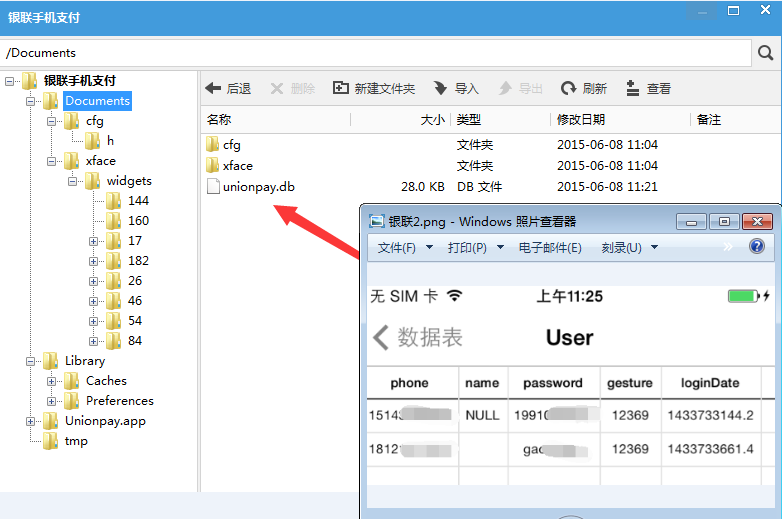 银联手机支付
/Documents
银联手机支付
Documents
cfg
h
xface
widgets
144
160
17
182
26
46
54
84
Library
Caches
Preferences
Unionpay.app
tmp
后退 删除 新建文件夹 导入 导出 刷新 查看
名称 大小 类型 修改日期 备注
cfg 文件夹 2015-06-08 11:04
xface 文件夹 2015-06-08 11:04
unionpay.db 28.0 KB DB 文件 2015-06-08 11:21
银联2.png - Windows 照片查看器
文件(F) 打印(P) 电子邮件(E) 刻录(U) »
无 SIM 卡 上午11:25
数据表 User
phone name password gesture loginDate
1514 NULL 1991 12369 1433733144.2
1812 gao 12369 1433733661.4